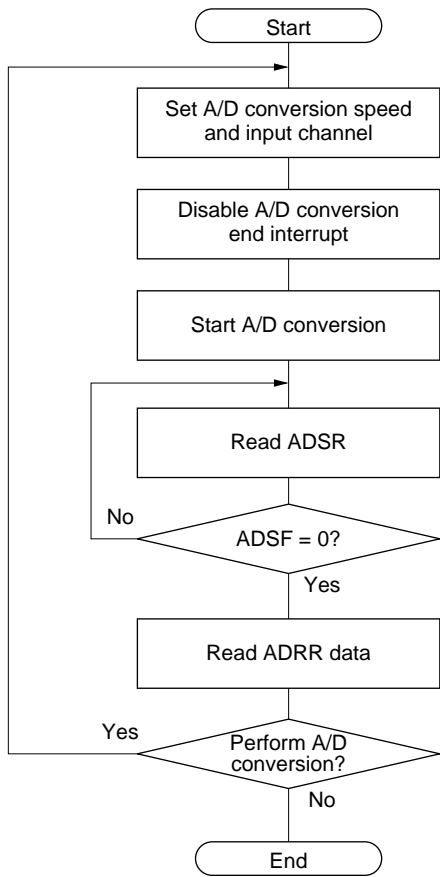 Start
Set A/D conversion speed
and input channel
Disable A/D conversion
end interrupt
Start A/D conversion
Read ADSR
No
ADSF = 0?
Yes
Read ADRR data
Yes
Perform A/D
conversion?
No
End